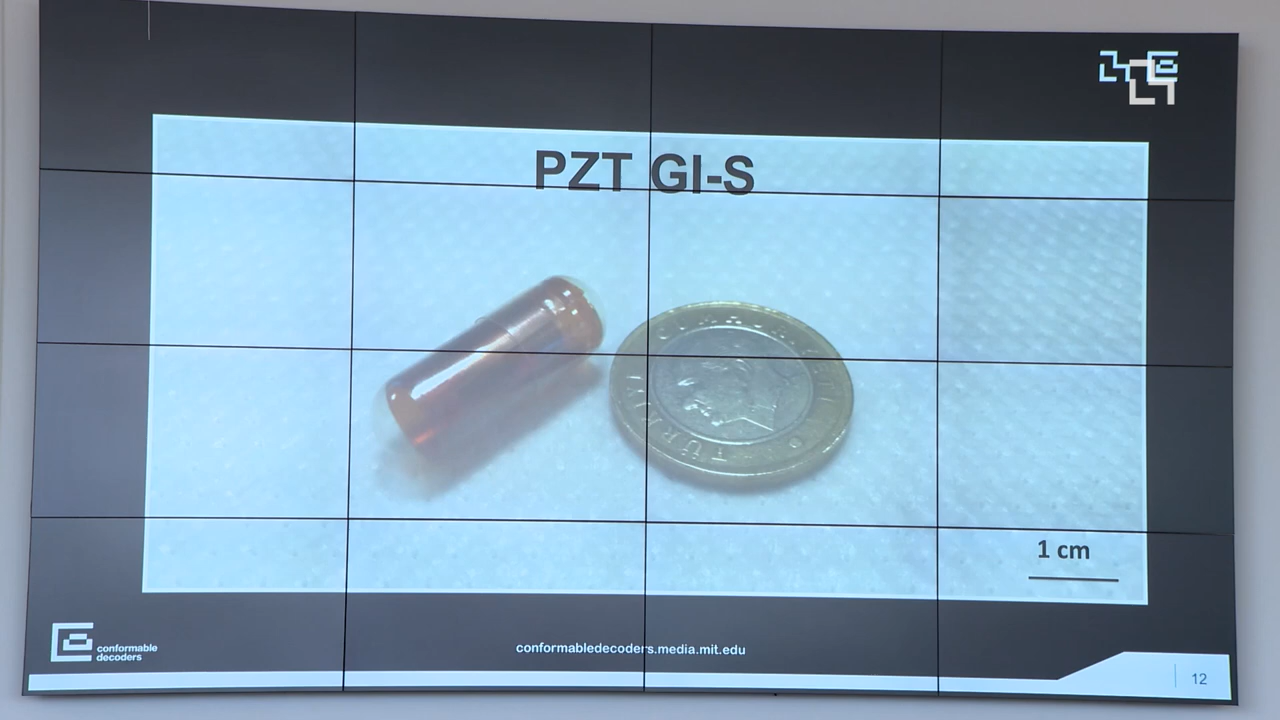 PZT GI-S
1 cm
conformable
decoders
conformabledecoders.media.mit.edu
12